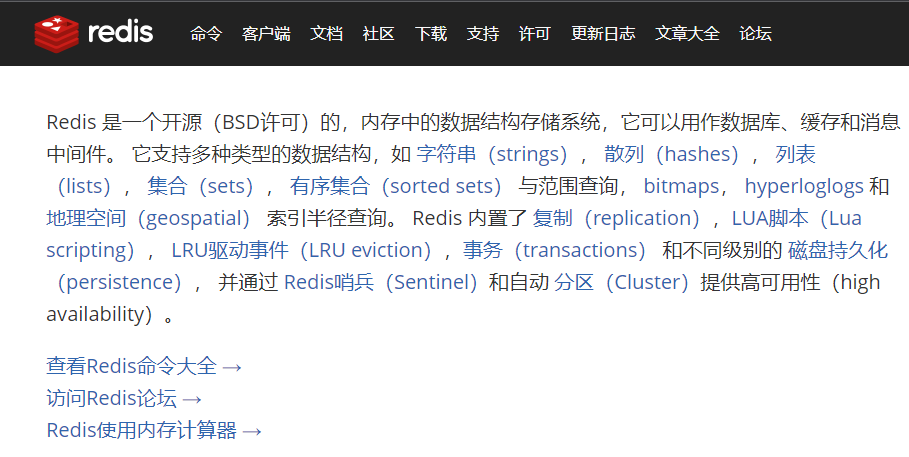 redis 命令 客户端 文档 社区 下载 支持 许可 更新日志 文章大全 论坛
Redis 是一个开源（BSD许可）的，内存中的数据结构存储系统，它可以用作数据库、缓存和消息
中间件。 它支持多种类型的数据结构，如 字符串（strings）， 散列（hashes）， 列表
（lists）， 集合（sets）， 有序集合（sorted sets） 与范围查询， bitmaps， hyperloglogs 和
地理空间（geospatial） 索引半径查询。 Redis 内置了 复制（replication），LUA脚本（Lua
scripting）， LRU驱动事件（LRU eviction），事务（transactions） 和不同级别的 磁盘持久化
（persistence）， 并通过 Redis哨兵（Sentinel）和自动 分区（Cluster）提供高可用性（high
availability）。
查看Redis命令大全 →
访问Redis论坛 →
Redis使用内存计算器 →